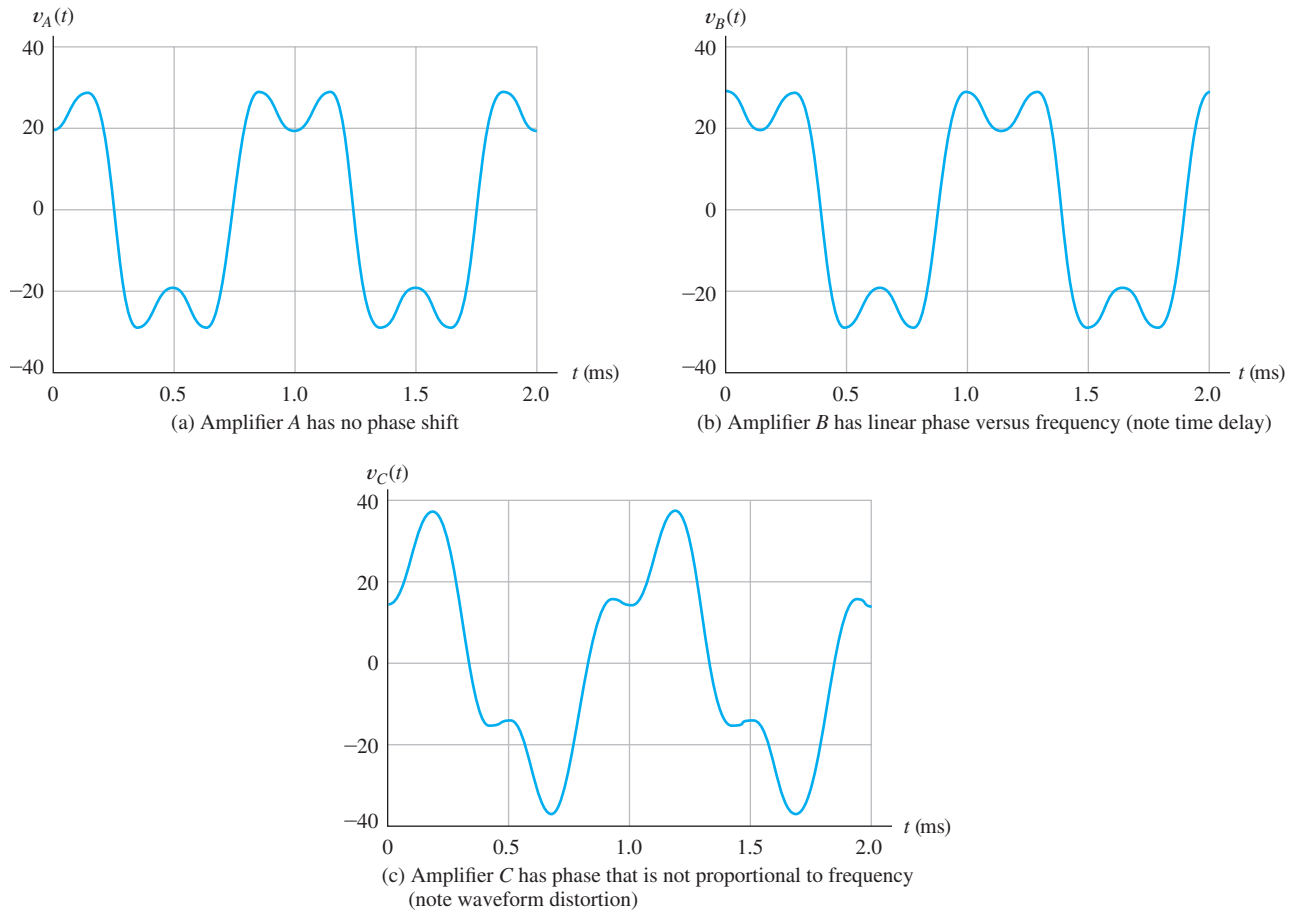 v_A(t)
40
20
0
−20
−40
0 0.5 1.0 1.5 2.0
t (ms)
(a) Amplifier A has no phase shift
v_B(t)
40
20
0
−20
−40
0 0.5 1.0 1.5 2.0
t (ms)
(b) Amplifier B has linear phase versus frequency (note time delay)
v_C(t)
40
20
0
−20
−40
0 0.5 1.0 1.5 2.0
t (ms)
(c) Amplifier C has phase that is not proportional to frequency
(note waveform distortion)